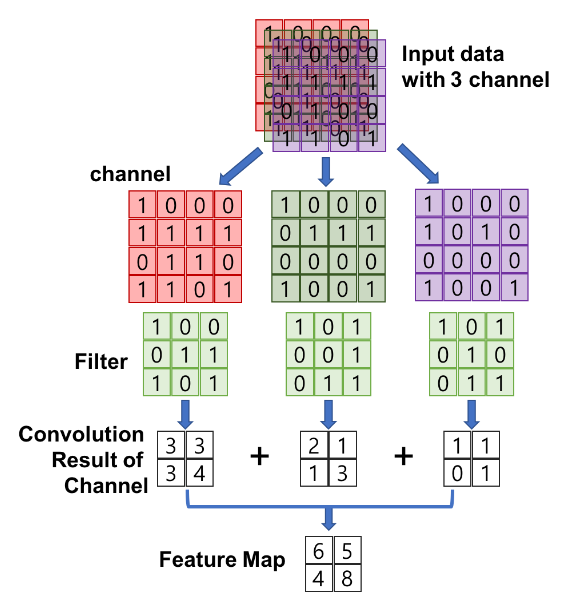 Input data
with 3 channel
channel
1 0 0 0 1 0 0 0 1 0 0 0
1 1 1 1 0 1 1 1 1 0 1 0
0 1 1 0 0 0 0 0 0 0 0 0
1 1 0 1 1 0 0 1 1 0 0 1
Filter
1 0 0 1 0 1 1 0 1
0 1 1 0 0 1 0 1 0
1 0 1 0 1 1 0 1 0
Convolution
Result of
Channel
3 3 + 2 1 + 1 1
3 4 1 3 0 1
Feature Map
6 5
4 8